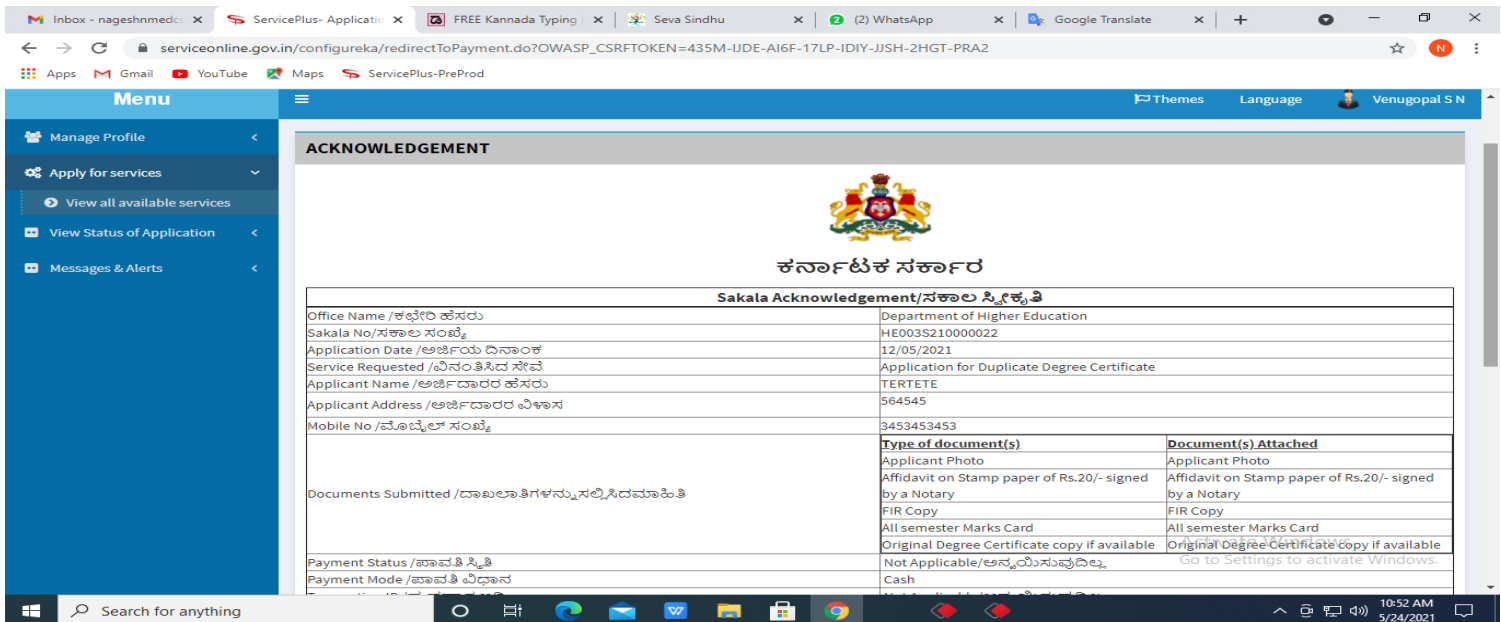 Inbox - nageshnmedc
ServicePlus- Applicatic
FREE Kannada Typing
Seva Sindhu
(2) WhatsApp
Google Translate
serviceonline.gov.in/configureka/redirectToPayment.do?OWASP_CSRFTOKEN=435M-IJDE-AI6F-17LP-IDIY-JJSH-2HGT-PRA2
N
Apps Gmail YouTube Maps ServicePlus-PreProd
Menu
Themes Language Venugopal S N
Manage Profile
Apply for services
View all available services
View Status of Application
Messages & Alerts
ACKNOWLEDGEMENT
ಕರ್ನಾಟಕ ಸರ್ಕಾರ
Sakala Acknowledgement/ಸಕಾಲ ಸ್ವೀಕೃತಿ
Office Name /ಕಛೇರಿ ಹೆಸರು Department of Higher Education
Sakala No/ಸಕಾಲ ಸಂಖ್ಯೆ HE003S210000022
Application Date /ಅರ್ಜಿಯ ದಿನಾಂಕ 12/05/2021
Service Requested /ವಿನಂತಿಸಿದ ಸೇವೆ Application for Duplicate Degree Certificate
Applicant Name /ಅರ್ಜಿದಾರರ ಹೆಸರು TERTETE
Applicant Address /ಅರ್ಜಿದಾರರ ವಿಳಾಸ 564545
Mobile No /ಮೊಬೈಲ್ ಸಂಖ್ಯೆ 3453453453
Documents Submitted /ದಾಖಲಾತಿಗಳನ್ನು ಸಲ್ಲಿಸಿದಮಾಹಿತಿ
Type of document(s) Document(s) Attached
Applicant Photo Applicant Photo
Affidavit on Stamp paper of Rs.20/- signed Affidavit on Stamp paper of Rs.20/- signed
by a Notary by a Notary
FIR Copy FIR Copy
All semester Marks Card All semester Marks Card
Original Degree Certificate copy if available Original Degree Certificate copy if available
Payment Status /ಪಾವತಿ ಸ್ಥಿತಿ Not Applicable/ಅನ್ವಯಿಸುವುದಿಲ್ಲ
Payment Mode /ಪಾವತಿ ವಿಧಾನ Cash
Activate Windows
Go to Settings to activate Windows.
Search for anything
10:52 AM
5/24/2021